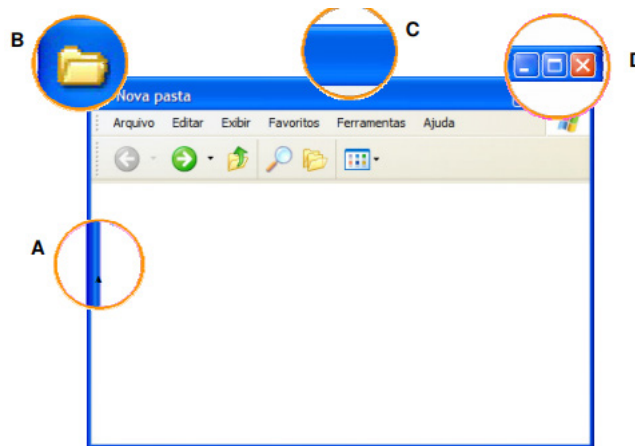 B
C
D
Nova pasta
Arquivo Editar Exibir Favoritos Ferramentas Ajuda
A